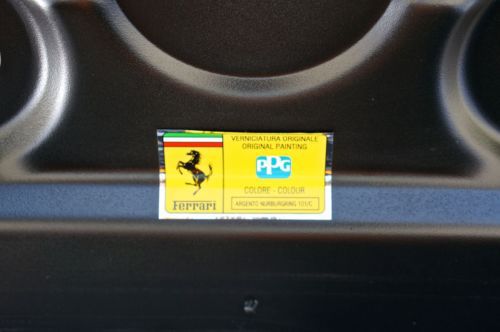 VERNICIATURA ORIGINALE
ORIGINAL PAINTING
PPG
COLORE - COLOUR
Ferrari
ARGENTO NURBURGRING 101/C